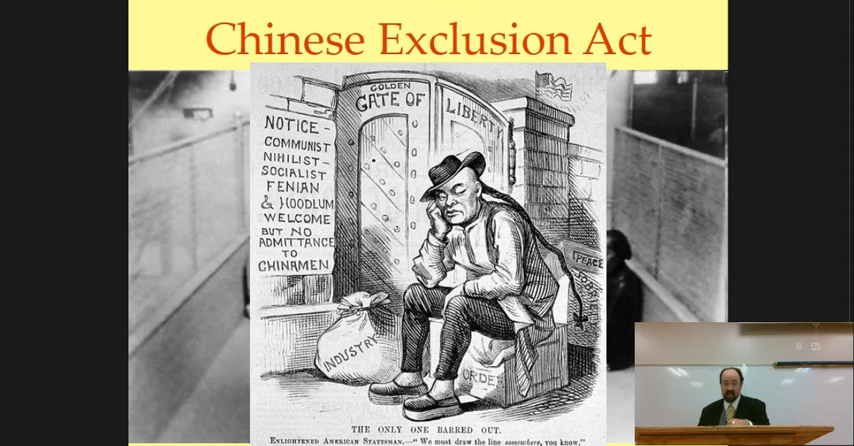 Chinese Exclusion Act
GOLDEN
GATE OF
LIBERTY
NOTICE -
COMMUNIST
NIHILIST -
SOCIALIST
FENIAN
& HOODLUM
WELCOME
BUT NO
ADMITTANCE
TO
CHINAMEN
PEACE
SOBRIETY
INDUSTRY
ORDER
THE ONLY ONE BARRED OUT.
ENLIGHTENED AMERICAN STATESMAN.—"We must draw the line somewhere, you know."